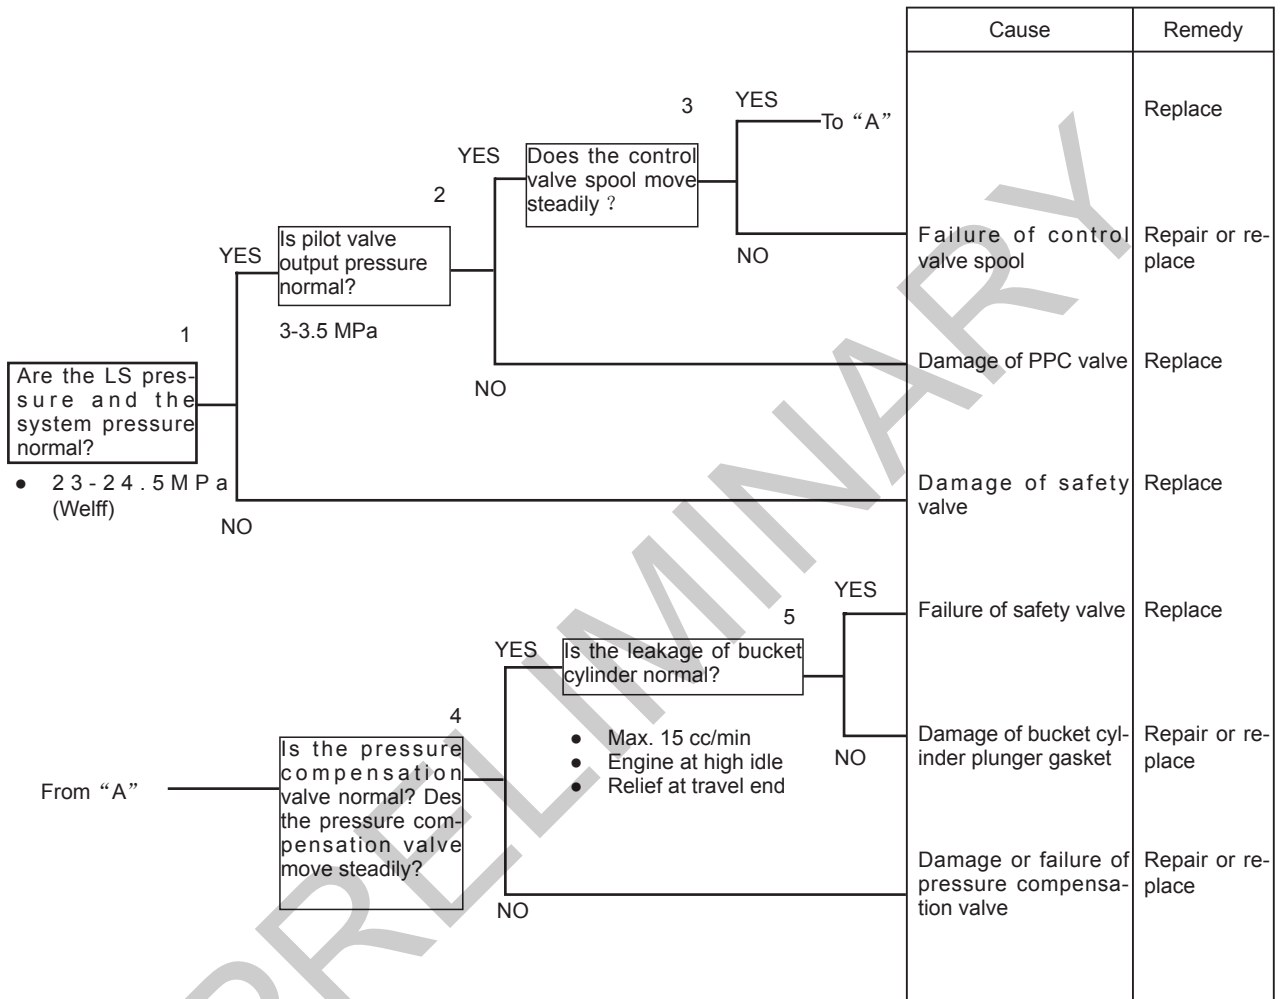 Cause
Remedy
3
YES
To “A”
Replace
YES
Does the control
valve spool move
steadily ?
2
Failure of control
valve spool
Repair or re-
place
NO
YES
Is pilot valve
output pressure
normal?
3-3.5 MPa
1
Damage of PPC valve
Replace
NO
Are the LS pres-
sure and the
system pressure
normal?
● 23-24.5MPa
(Welff)
Damage of safety
valve
Replace
NO
YES
Failure of safety valve
Replace
5
YES
Is the leakage of bucket
cylinder normal?
4
● Max. 15 cc/min
● Engine at high idle
● Relief at travel end
NO
Damage of bucket cyl-
inder plunger gasket
Repair or re-
place
From “A”
Is the pressure
compensation
valve normal? Des
the pressure com-
pensation valve
move steadily?
Damage or failure of
pressure compensa-
tion valve
Repair or re-
place
NO
PRELIMINARY